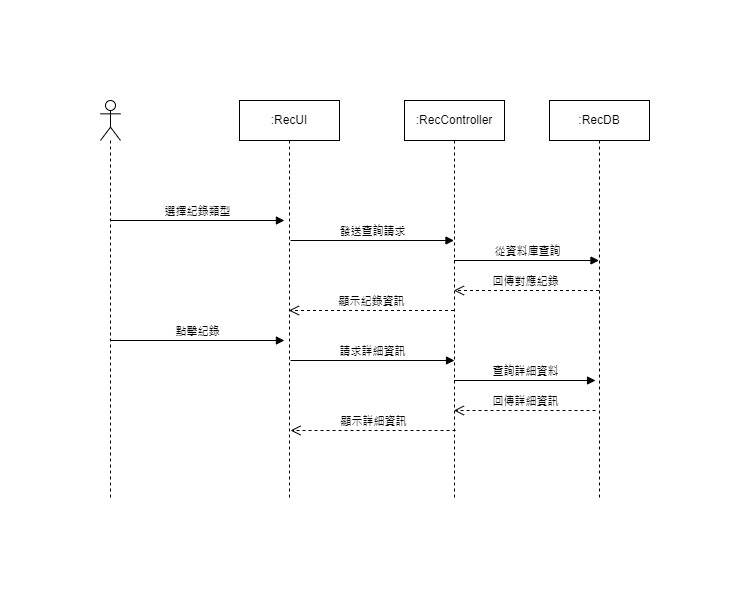 :RecUI
:RecController
:RecDB
選擇紀錄類型
發送查詢請求
從資料庫查詢
回傳對應紀錄
顯示紀錄資訊
點擊紀錄
請求詳細資訊
查詢詳細資料
回傳詳細資訊
顯示詳細資訊